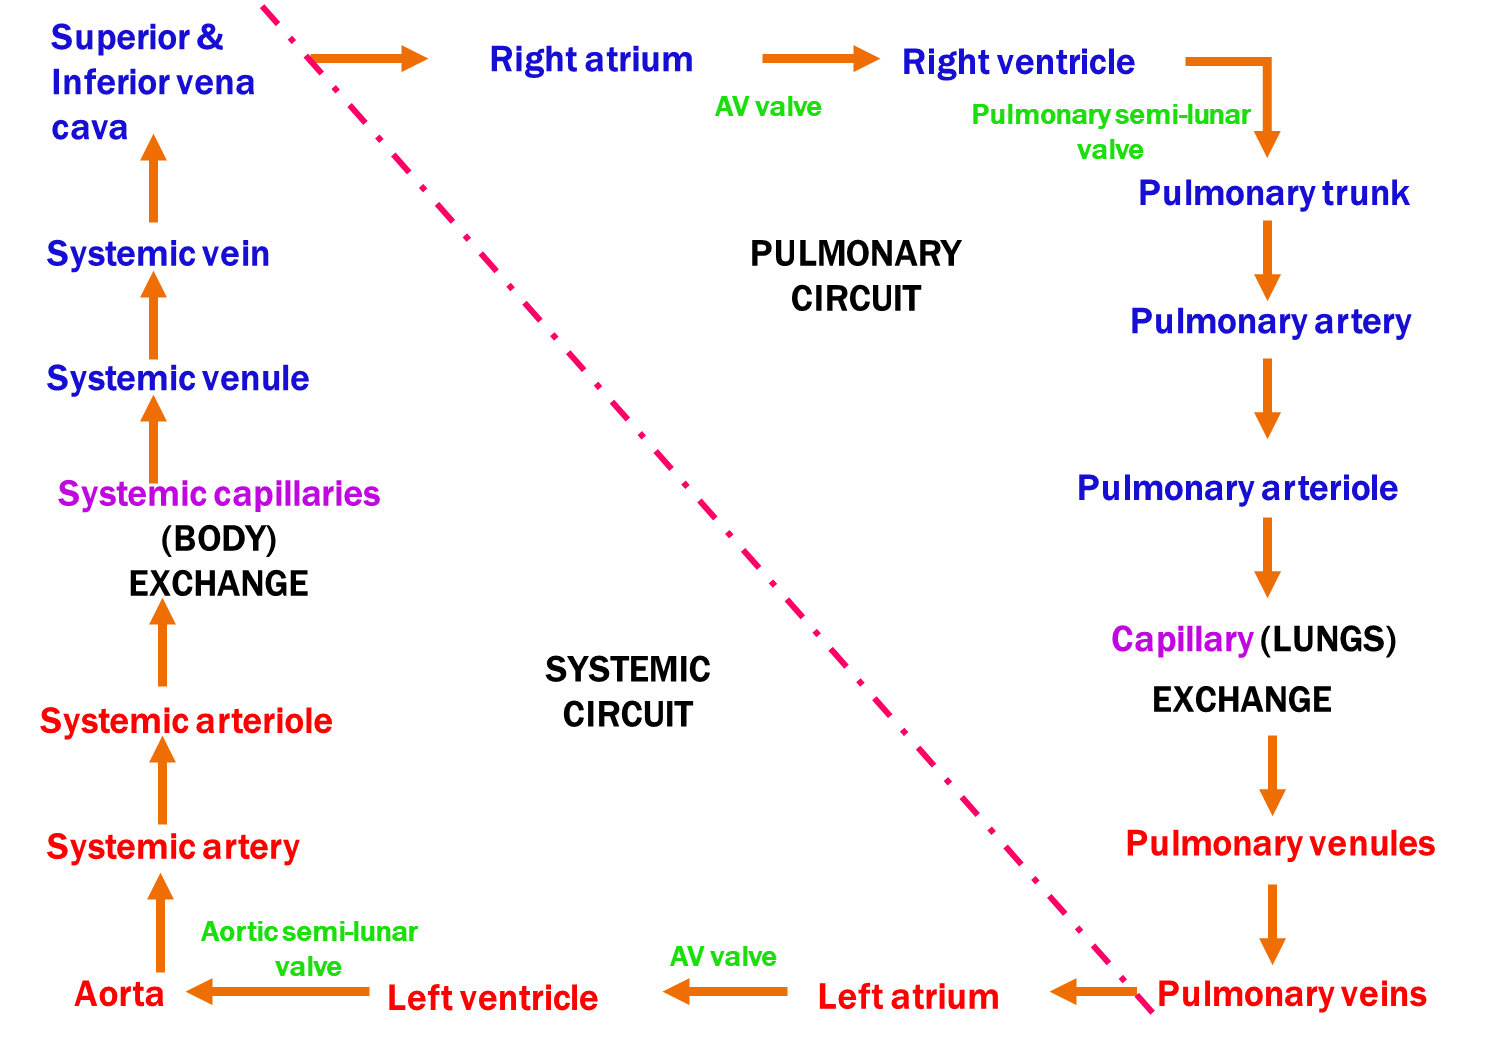 Superior &
Inferior vena
cava
Right atrium
Right ventricle
AV valve
Pulmonary semi-lunar
valve
Pulmonary trunk
Systemic vein
PULMONARY
CIRCUIT
Pulmonary artery
Systemic venule
Systemic capillaries
(BODY)
EXCHANGE
Pulmonary arteriole
Capillary (LUNGS)
EXCHANGE
SYSTEMIC
CIRCUIT
Systemic arteriole
Systemic artery
Pulmonary venules
Aortic semi-lunar
valve
AV valve
Aorta
Left ventricle
Left atrium
Pulmonary veins